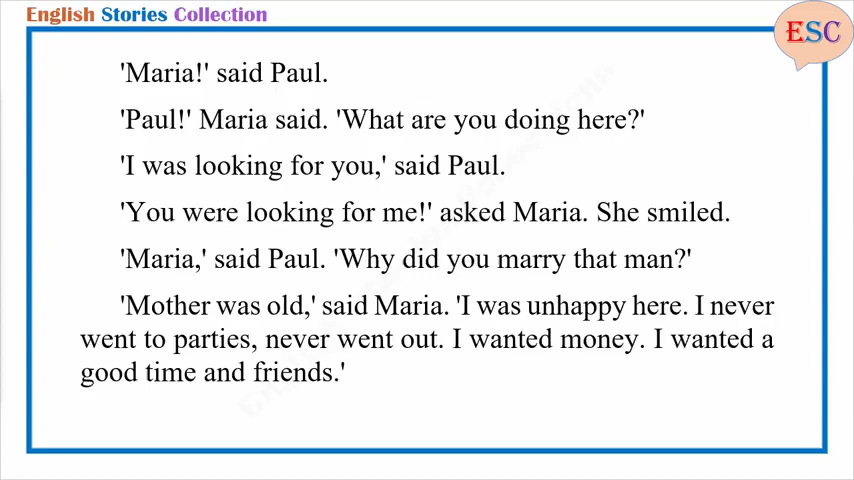 English Stories Collection
ESC
'Maria!' said Paul.
'Paul!' Maria said. 'What are you doing here?'
'I was looking for you,' said Paul.
'You were looking for me!' asked Maria. She smiled.
'Maria,' said Paul. 'Why did you marry that man?'
'Mother was old,' said Maria. 'I was unhappy here. I never
went to parties, never went out. I wanted money. I wanted a
good time and friends.'